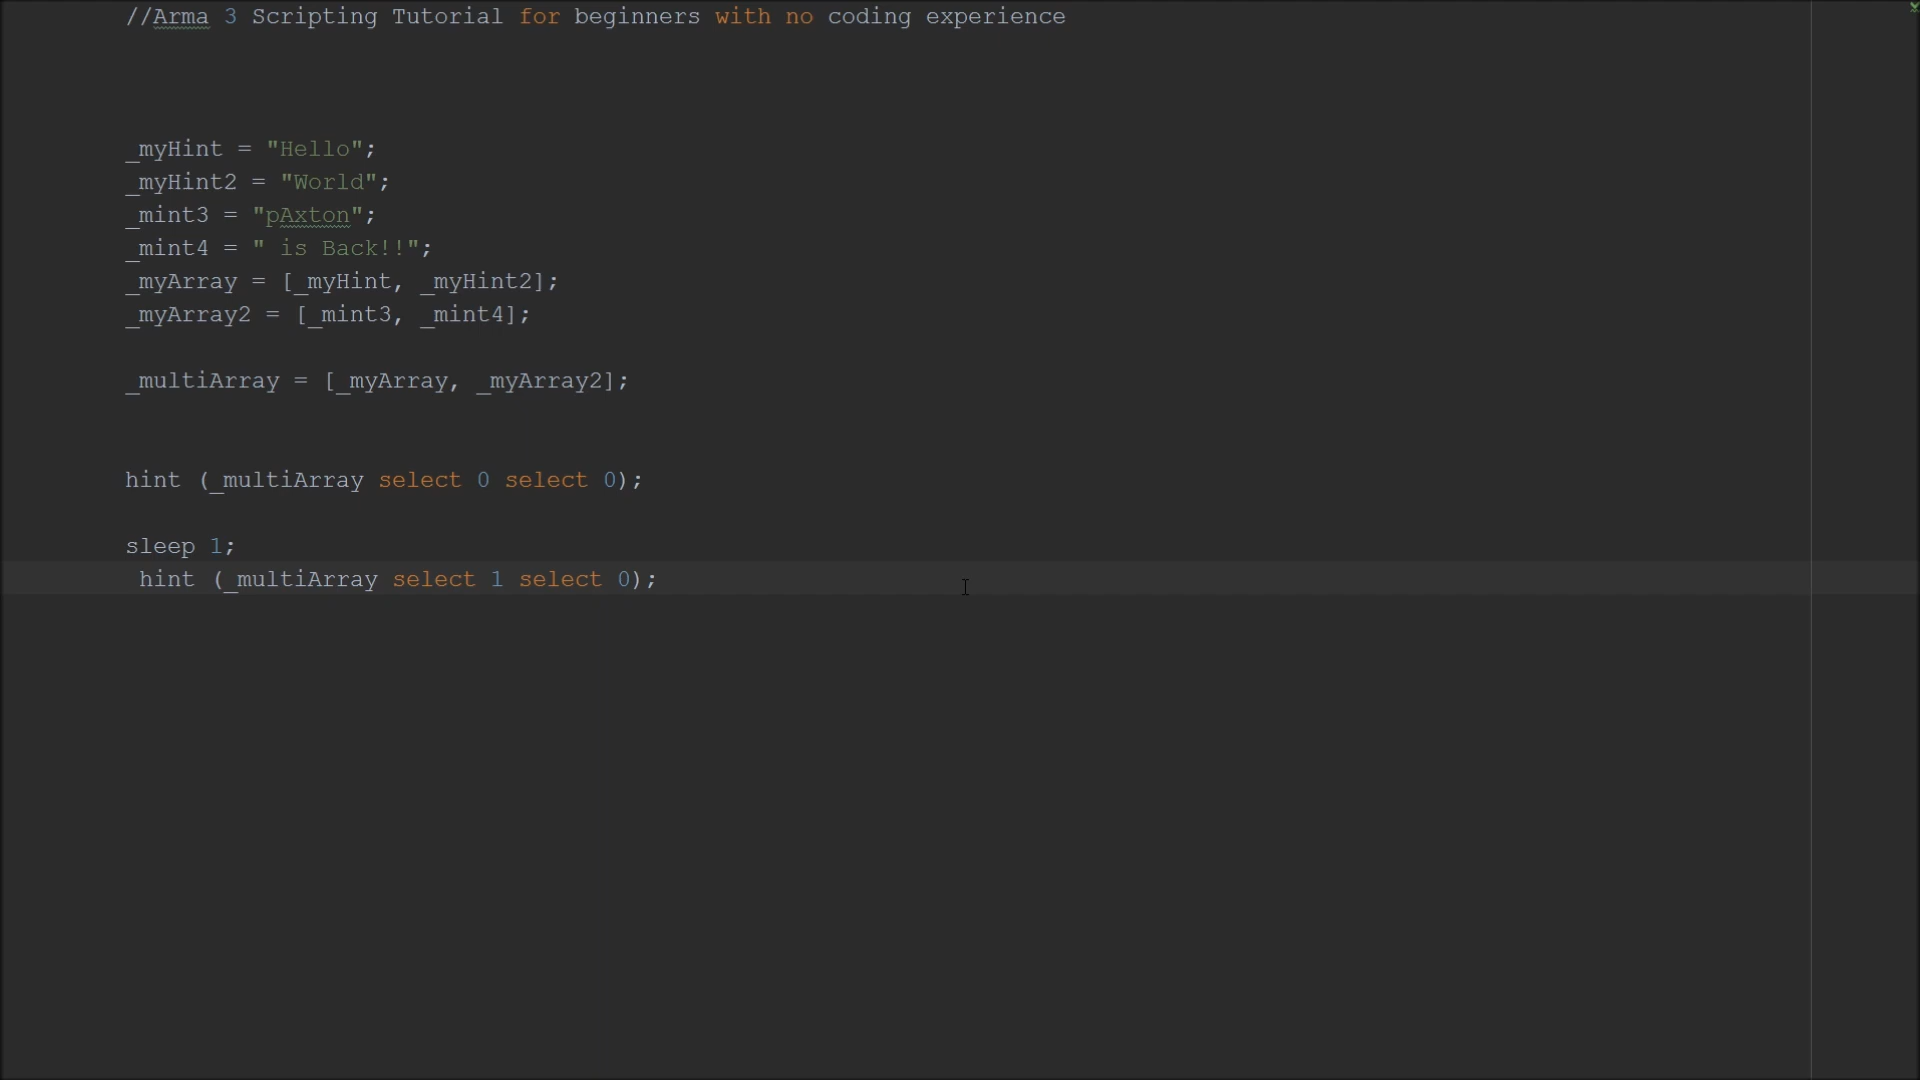 //Arma 3 Scripting Tutorial for beginners with no coding experience
_myHint = "Hello";
_myHint2 = "World";
_mint3 = "pAxton";
_mint4 = " is Back!!";
_myArray = [_myHint, _myHint2];
_myArray2 = [_mint3, _mint4];
_multiArray = [_myArray, _myArray2];
hint (_multiArray select 0 select 0);
sleep 1;
hint (_multiArray select 1 select 0);